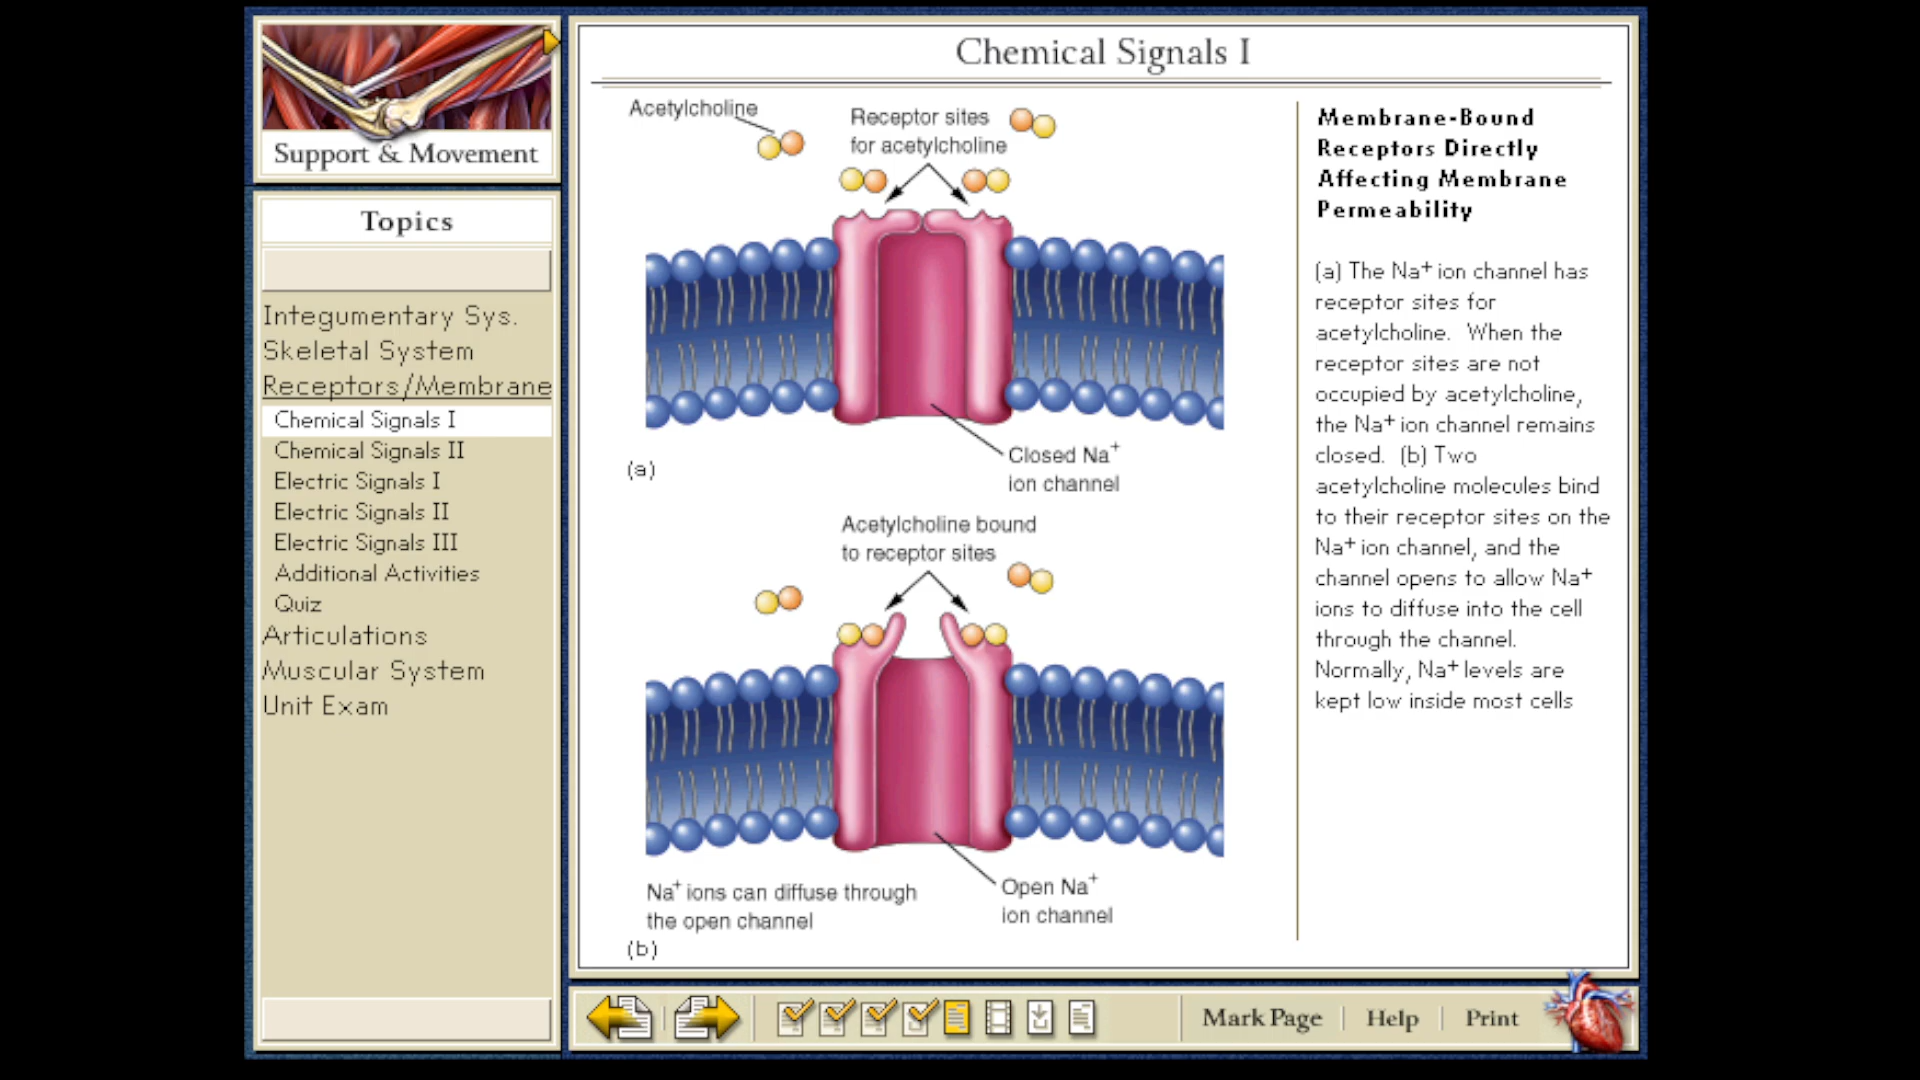 Support & Movement
Topics
Integumentary Sys.
Skeletal System
Receptors/Membrane
Chemical Signals I
Chemical Signals II
Electric Signals I
Electric Signals II
Electric Signals III
Additional Activities
Quiz
Articulations
Muscular System
Unit Exam
Chemical Signals I
Acetylcholine
Receptor sites
for acetylcholine
Closed Na⁺
ion channel
(a)
Acetylcholine bound
to receptor sites
Na⁺ ions can diffuse through
the open channel
Open Na⁺
ion channel
(b)
Membrane-Bound
Receptors Directly
Affecting Membrane
Permeability
(a) The Na⁺ ion channel has
receptor sites for
acetylcholine. When the
receptor sites are not
occupied by acetylcholine,
the Na⁺ ion channel remains
closed. (b) Two
acetylcholine molecules bind
to their receptor sites on the
Na⁺ ion channel, and the
channel opens to allow Na⁺
ions to diffuse into the cell
through the channel.
Normally, Na⁺ levels are
kept low inside most cells
Mark Page
Help
Print